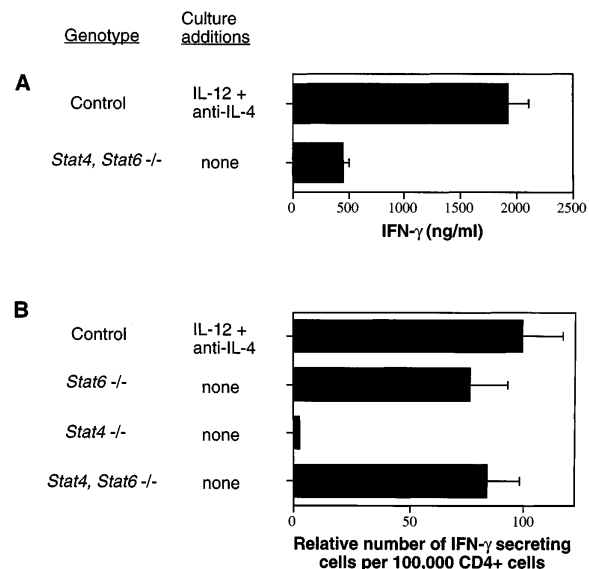 Genotype
Culture
additions
A
Control
IL-12 +
anti-IL-4
Stat4, Stat6 -/-
none
0 500 1000 1500 2000 2500
IFN-γ (ng/ml)
B
Control
IL-12 +
anti-IL-4
Stat6 -/-
none
Stat4 -/-
none
Stat4, Stat6 -/-
none
0 50 100
Relative number of IFN-γ secreting
cells per 100,000 CD4+ cells